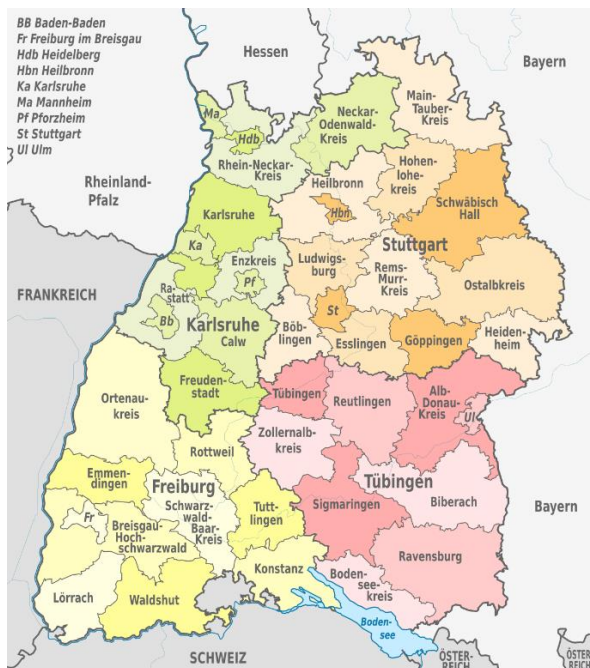 BB Baden-Baden
Fr Freiburg im Breisgau
Hdb Heidelberg
Hbn Heilbronn
Ka Karlsruhe
Ma Mannheim
Pf Pforzheim
St Stuttgart
Ul Ulm
Hessen
Bayern
Rheinland-
Pfalz
FRANKREICH
Main-
Tauber-
Kreis
Neckar-
Odenwald-
Kreis
Ma
Hdb
Rhein-Neckar-
Kreis
Heilbronn
Hbn
Hohen-
lohe-
kreis
Schwäbisch
Hall
Karlsruhe
Ka
Enzkreis
Pf
Ra-
statt
Bb
Karlsruhe
Calw
Ludwigs-
burg
Stuttgart
Rems-
Murr-
Kreis
Ostalbkreis
St
Böb-
lingen
Esslingen
Göppingen
Heiden-
heim
Freuden-
stadt
Ortenau-
kreis
Tübingen
Reutlingen
Alb-
Donau-
Kreis
Ul
Rottweil
Zollernalb-
kreis
Emmen-
dingen
Freiburg
Schwarz-
wald-
Baar-
Kreis
Tutt-
lingen
Tübingen
Sigmaringen
Biberach
Bayern
Fr
Breisgau-
Hoch-
schwarzwald
Konstanz
Boden-
see-
kreis
Ravensburg
Lörrach
Waldshut
Boden-
see
SCHWEIZ
ÖSTER-
REICH
ÖSTER
REICH